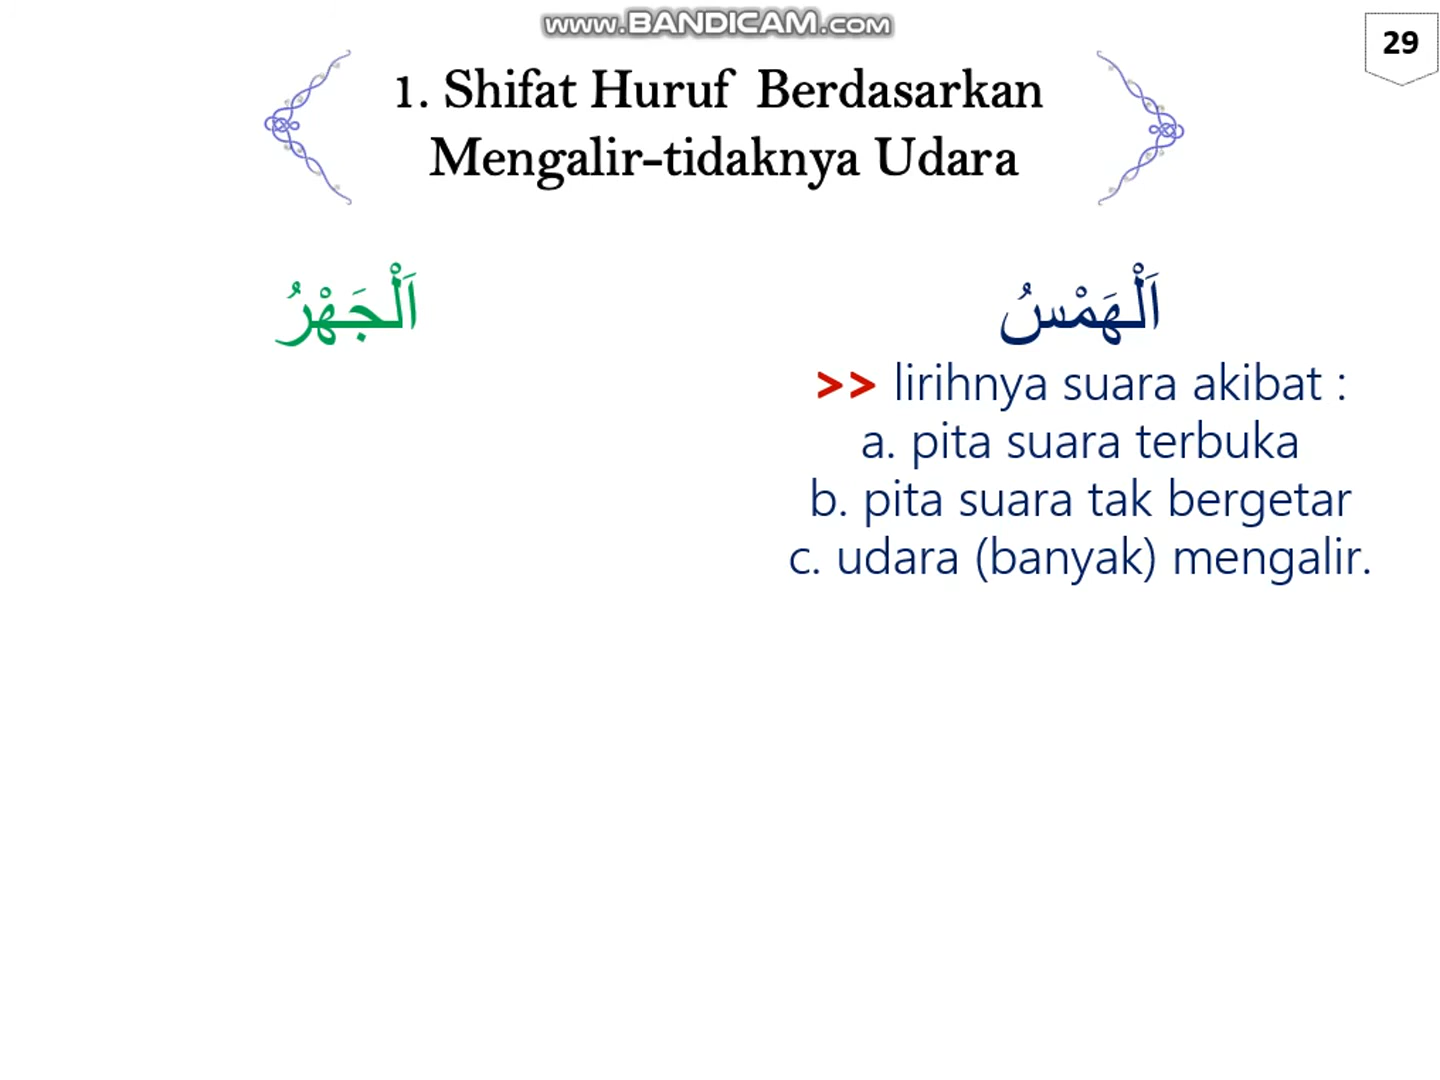 www.BANDICAM.com
29
1. Shifat Huruf Berdasarkan
Mengalir-tidaknya Udara
اَلْهَمْسُ
>> lirihnya suara akibat :
a. pita suara terbuka
b. pita suara tak bergetar
c. udara (banyak) mengalir.
اَلْجَهْرُ